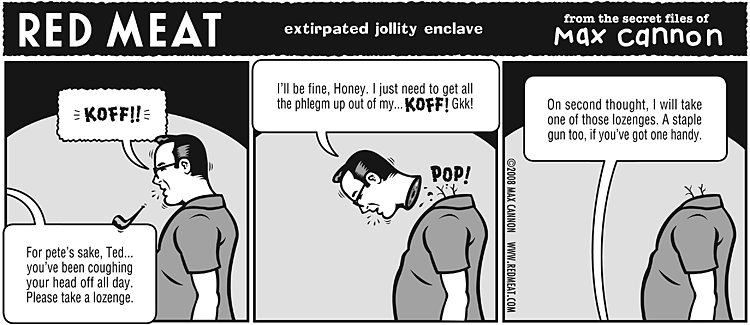 RED MEAT
extirpated jollity enclave
from the secret files of
Max cannon
KOFF!!
For pete's sake, Ted...
you've been coughing
your head off all day.
Please take a lozenge.
I'll be fine, Honey. I just need to get all
the phlegm up out of my... KOFF! Gkk!
POP!
On second thought, I will take
one of those lozenges. A staple
gun too, if you've got one handy.
©2008 MAX CANNON WWW.REDMEAT.COM